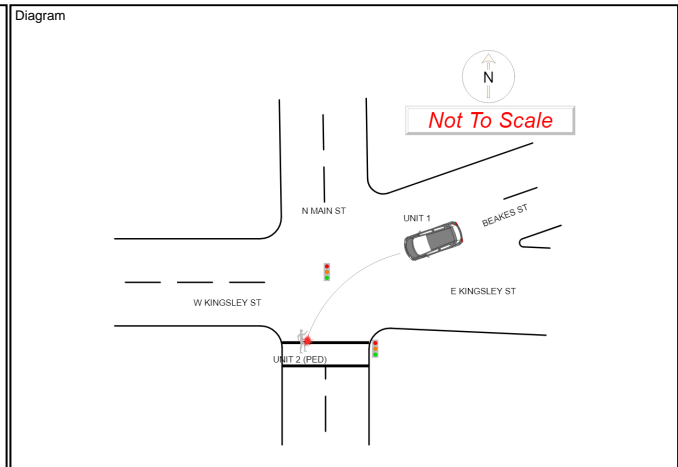 Diagram
N
Not To Scale
N MAIN ST
UNIT 1
BEAKES ST
E KINGSLEY ST
W KINGSLEY ST
UNIT 2 (PED)